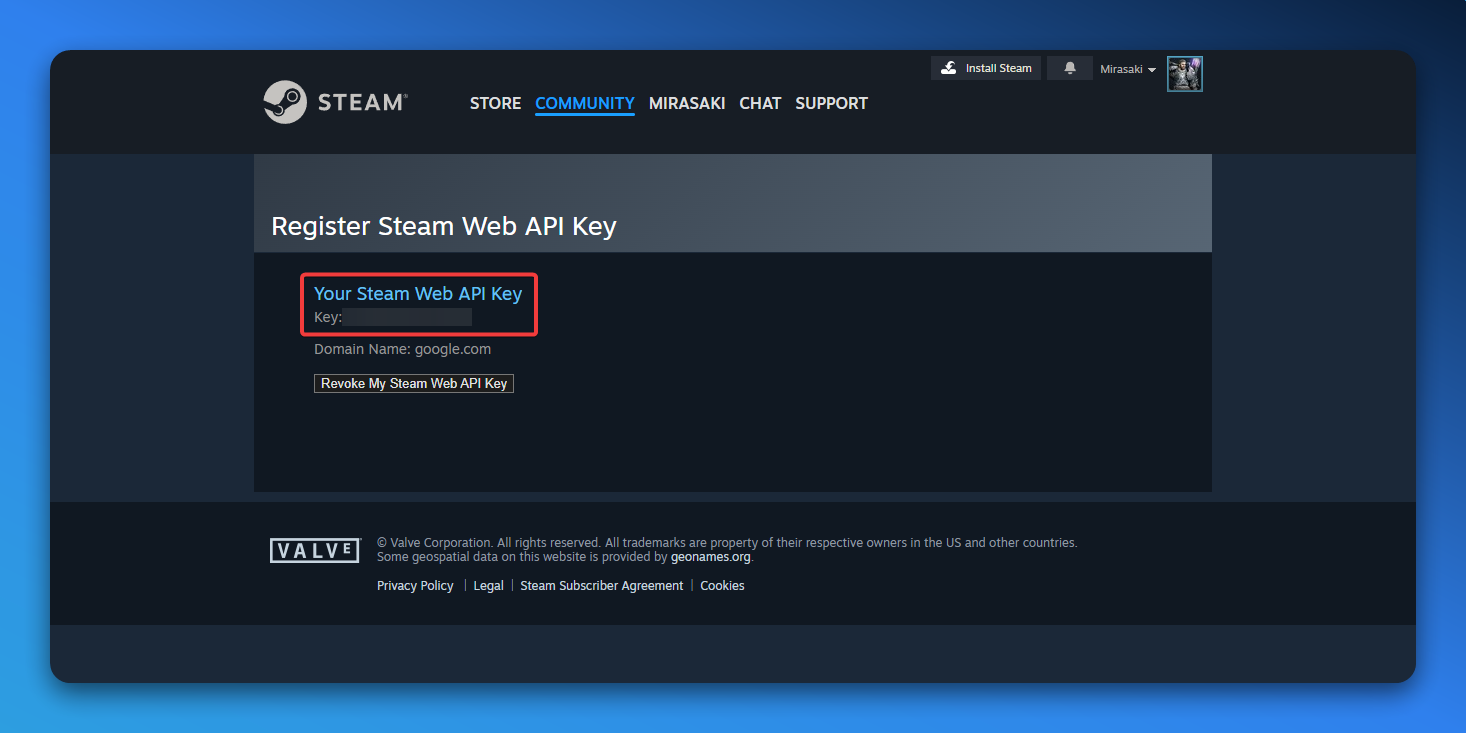 Install Steam
Mirasaki
STEAM®
STORE COMMUNITY MIRASAKI CHAT SUPPORT
Register Steam Web API Key
Your Steam Web API Key
Key:
Domain Name: google.com
Revoke My Steam Web API Key
VALVE
© Valve Corporation. All rights reserved. All trademarks are property of their respective owners in the US and other countries.
Some geospatial data on this website is provided by geonames.org.
Privacy Policy | Legal | Steam Subscriber Agreement | Cookies